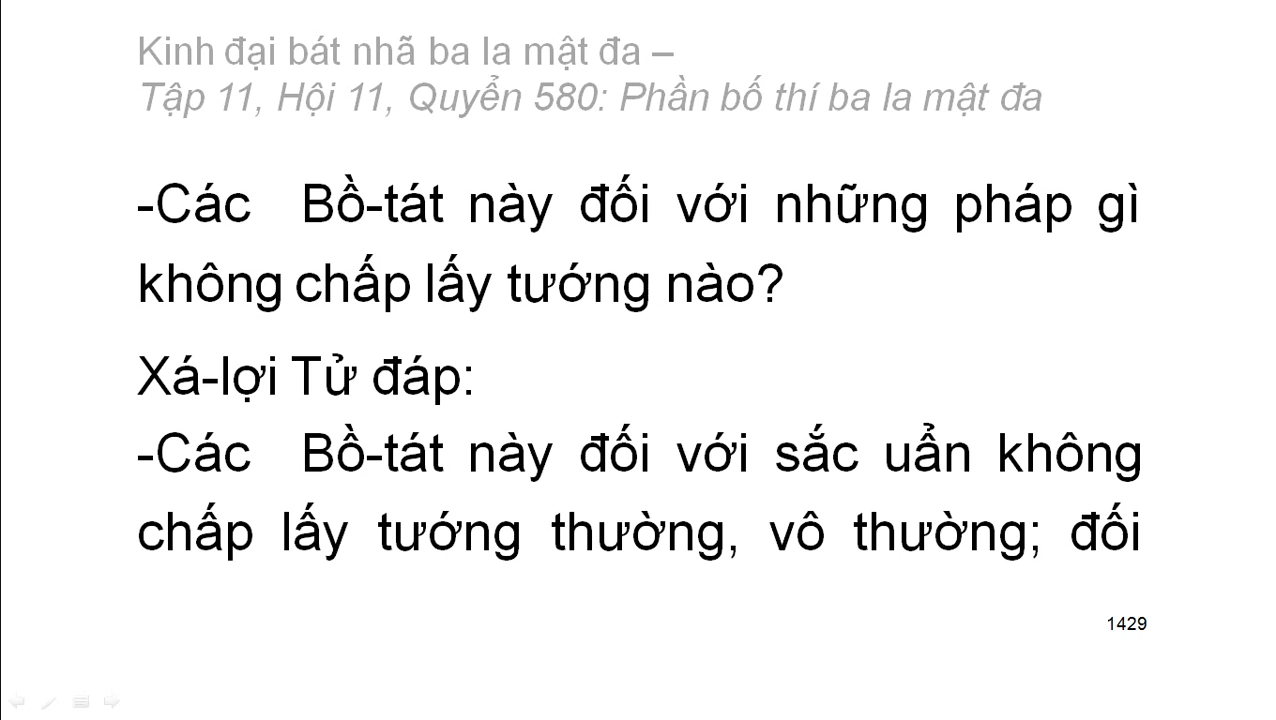 Kinh đại bát nhã ba la mật đa –
Tập 11, Hội 11, Quyển 580: Phần bố thí ba la mật đa
-Các Bồ-tát này đối với những pháp gì
không chấp lấy tướng nào?
Xá-lợi Tử đáp:
-Các Bồ-tát này đối với sắc uẩn không
chấp lấy tướng thường, vô thường; đối
1429